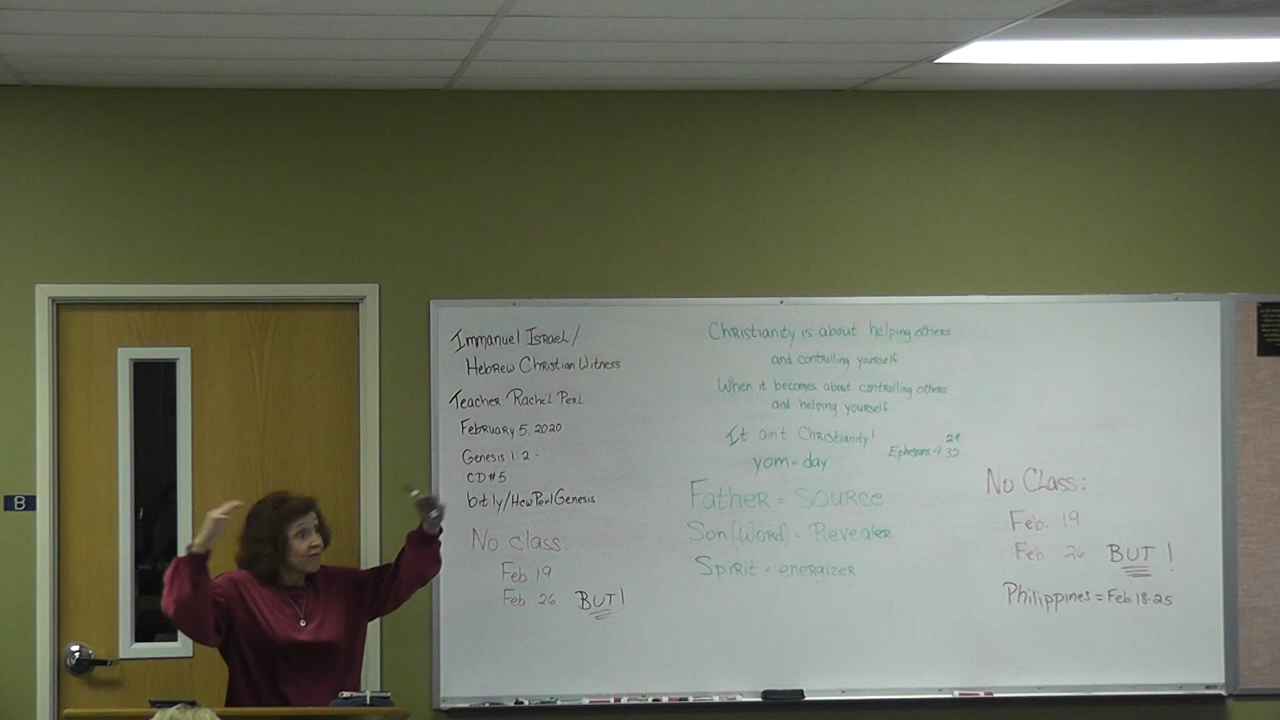 B
Immanuel Israel/
Hebrew Christian Witness
Teacher Rachel Perl
February 5, 2020
Genesis 1:2 -
CD#5
bit.ly/HcwPerlGenesis
No class
Feb 19
Feb 26 BUT!
Christianity is about helping others
and controlling yourself
When it becomes about controlling others
and helping yourself
It ain't Christianity!
Ephesians 4 29 32
yom = day
Father = Source
Son (Word) - Revealer
Spirit = energizer
No Class:
Feb. 19
Feb 26 BUT!
Philippines = Feb 18-25